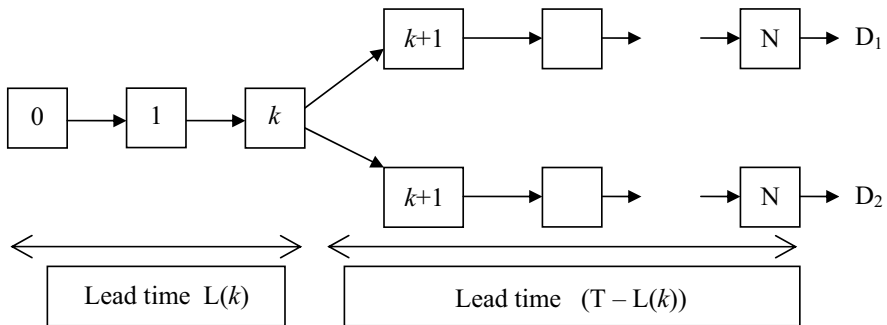 k+1 N D₁
0 1 k
k+1 N D₂
Lead time L(k) Lead time (T – L(k))